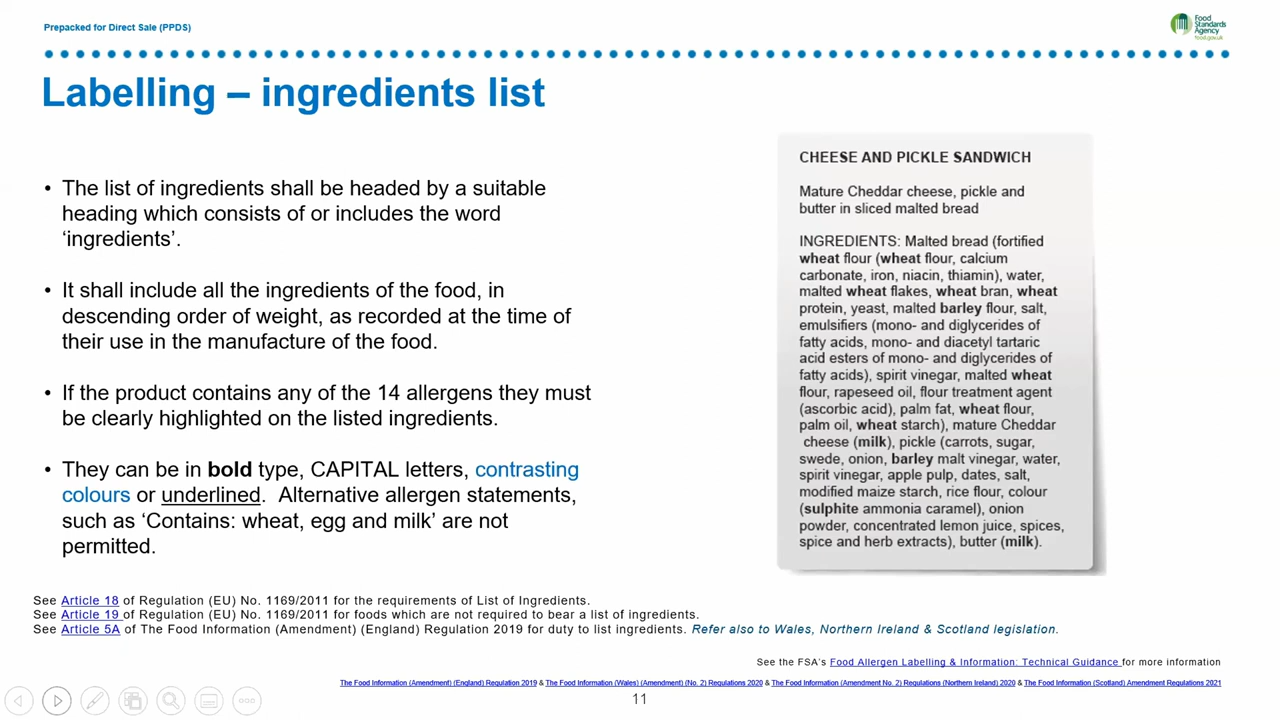 Prepacked for Direct Sale (PPDS)
Food
Standards
Agency
food.gov.uk
Labelling – ingredients list
• The list of ingredients shall be headed by a suitable
heading which consists of or includes the word
‘ingredients’.
• It shall include all the ingredients of the food, in
descending order of weight, as recorded at the time of
their use in the manufacture of the food.
• If the product contains any of the 14 allergens they must
be clearly highlighted on the listed ingredients.
• They can be in bold type, CAPITAL letters, contrasting
colours or underlined. Alternative allergen statements,
such as ‘Contains: wheat, egg and milk’ are not
permitted.
CHEESE AND PICKLE SANDWICH
Mature Cheddar cheese, pickle and
butter in sliced malted bread
INGREDIENTS: Malted bread (fortified
wheat flour (wheat flour, calcium
carbonate, iron, niacin, thiamin), water,
malted wheat flakes, wheat bran, wheat
protein, yeast, malted barley flour, salt,
emulsifiers (mono- and diglycerides of
fatty acids, mono- and diacetyl tartaric
acid esters of mono- and diglycerides of
fatty acids), spirit vinegar, malted wheat
flour, rapeseed oil, flour treatment agent
(ascorbic acid), palm fat, wheat flour,
palm oil, wheat starch), mature Cheddar
cheese (milk), pickle (carrots, sugar,
swede, onion, barley malt vinegar, water,
spirit vinegar, apple pulp, dates, salt,
modified maize starch, rice flour, colour
(sulphite ammonia caramel), onion
powder, concentrated lemon juice, spices,
spice and herb extracts), butter (milk).
See Article 18 of Regulation (EU) No. 1169/2011 for the requirements of List of Ingredients.
See Article 19 of Regulation (EU) No. 1169/2011 for foods which are not required to bear a list of ingredients.
See Article 5A of The Food Information (Amendment) (England) Regulation 2019 for duty to list ingredients. Refer also to Wales, Northern Ireland & Scotland legislation.
See the FSA’s Food Allergen Labelling & Information: Technical Guidance for more information
The Food Information (Amendment) (England) Regulation 2019 & The Food Information (Wales) (Amendment) (No. 2) Regulations 2020 & The Food Information (Amendment No. 2) Regulations (Northern Ireland) 2020 & The Food Information (Scotland) Amendment Regulations 2021
11